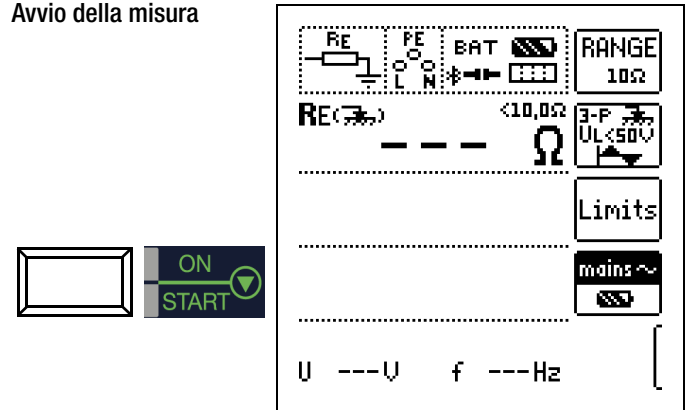 Avvio della misura
RE
PE
L N
BAT
RANGE
10Ω
RE( )
<10,0Ω
--- Ω
3-P
UL<50V
Limits
ON
START
mains~
U ---V f ---Hz